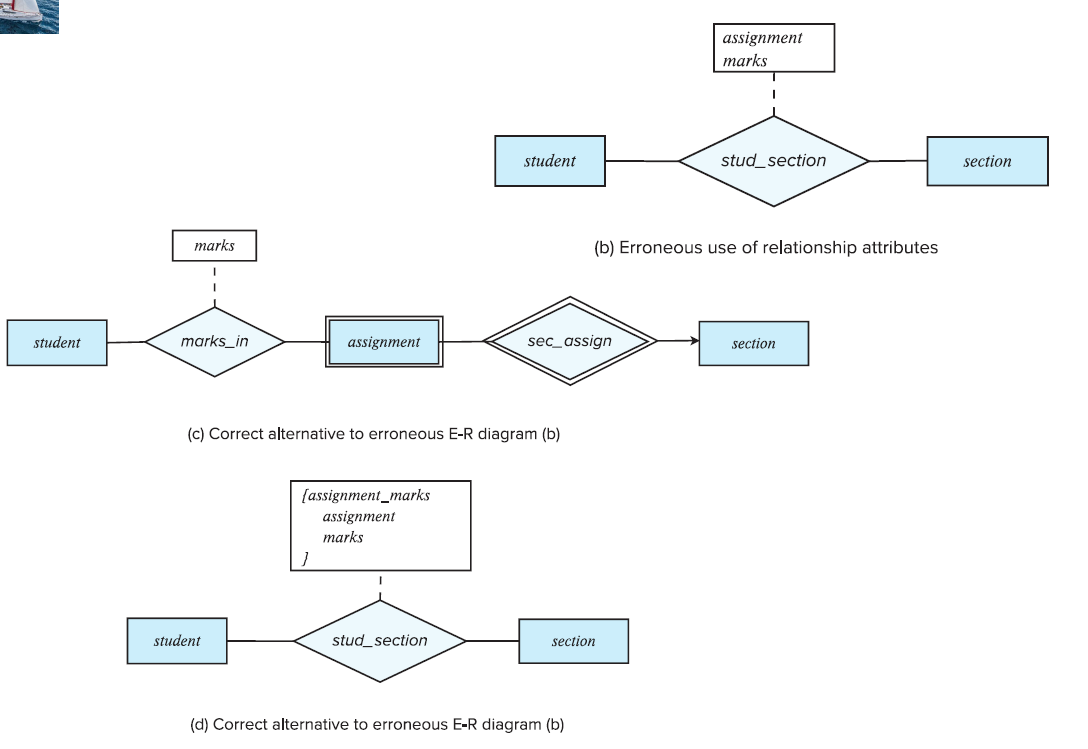 assignment
marks
student
stud_section
section
(b) Erroneous use of relationship attributes
marks
student
marks_in
assignment
sec_assign
section
(c) Correct alternative to erroneous E-R diagram (b)
[assignment_marks
assignment
marks
]
student
stud_section
section
(d) Correct alternative to erroneous E-R diagram (b)